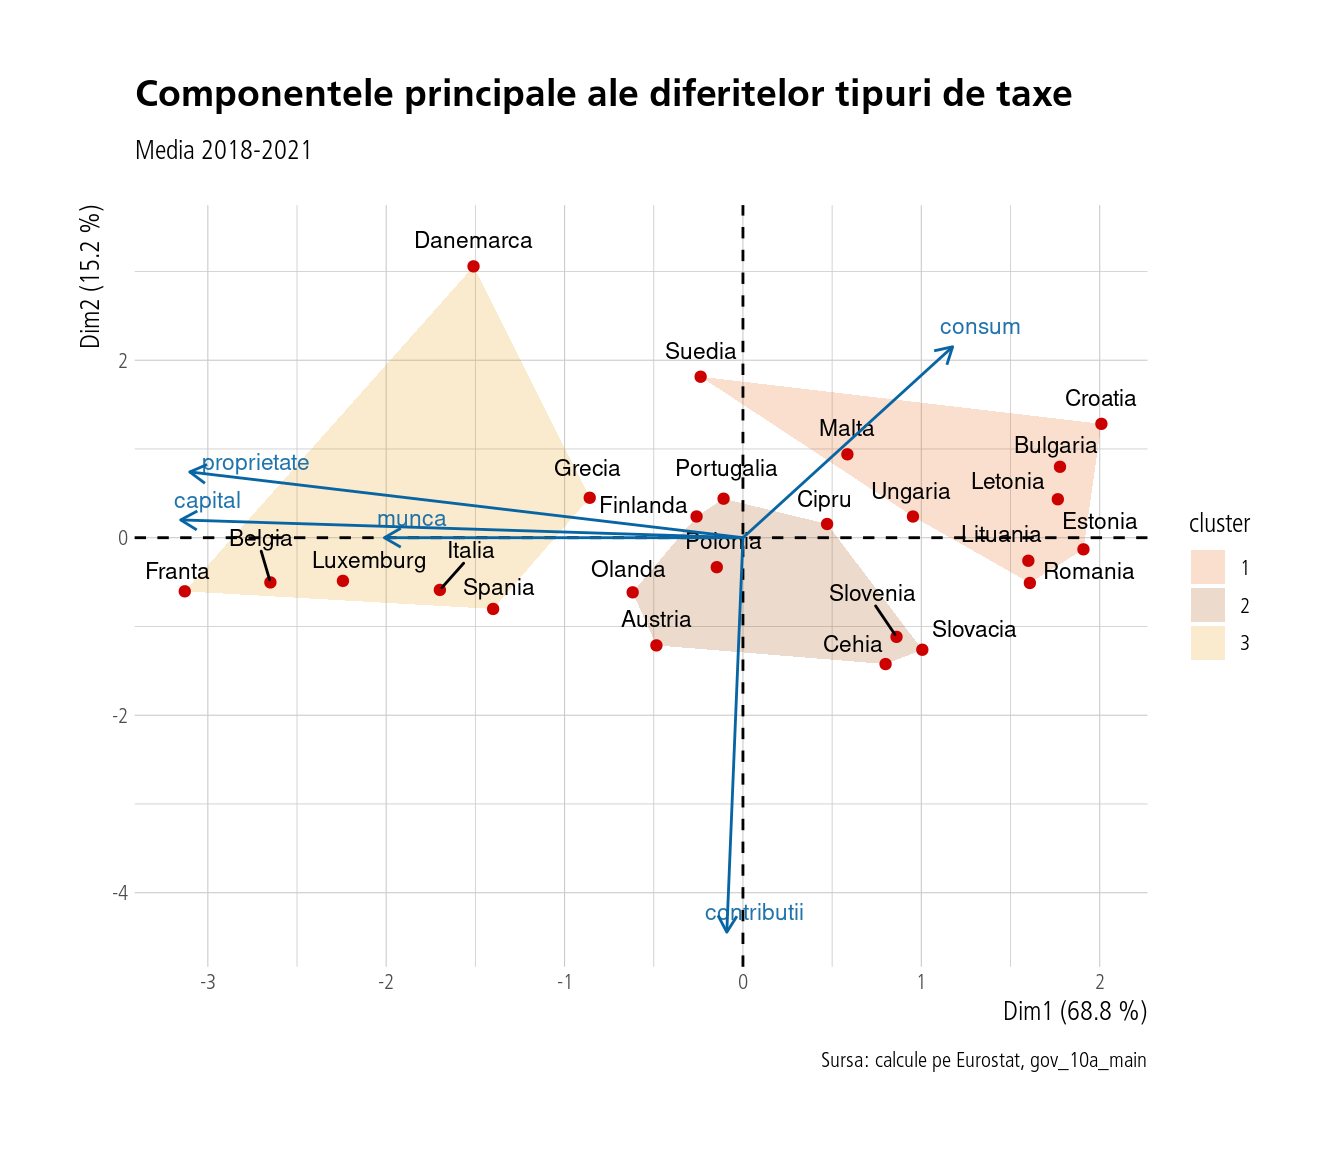 Componentele principale ale diferitelor tipuri de taxe
Media 2018-2021
Dim2 (15.2 %)
Danemarca
consum
Suedia
2
Croatia
Malta
Bulgaria
proprietate
Grecia
Portugalia
Letonia
capital
Finlanda
Cipru
Ungaria
munca
Estonia
cluster
0
Belgia
Polonia
Lituania
Italia
Luxemburg
Franta
Olanda
Romania
1
Spania
Slovenia
2
Austria
Slovacia
Cehia
3
-2
-4
contributii
-3
-2
-1
0
1
2
Dim1 (68.8 %)
Sursa: calcule pe Eurostat, gov_10a_main